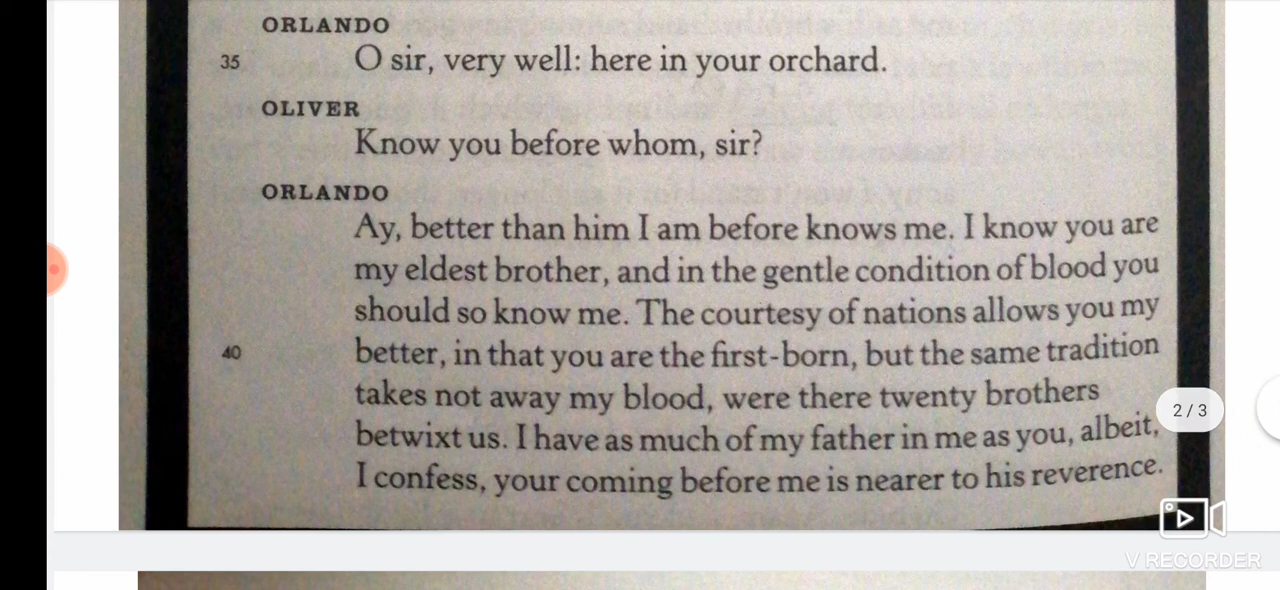 ORLANDO
35 O sir, very well: here in your orchard.
OLIVER
Know you before whom, sir?
ORLANDO
Ay, better than him I am before knows me. I know you are
my eldest brother, and in the gentle condition of blood you
should so know me. The courtesy of nations allows you my
40 better, in that you are the first-born, but the same tradition
takes not away my blood, were there twenty brothers
betwixt us. I have as much of my father in me as you, albeit,
I confess, your coming before me is nearer to his reverence.
2/3
V RECORDER